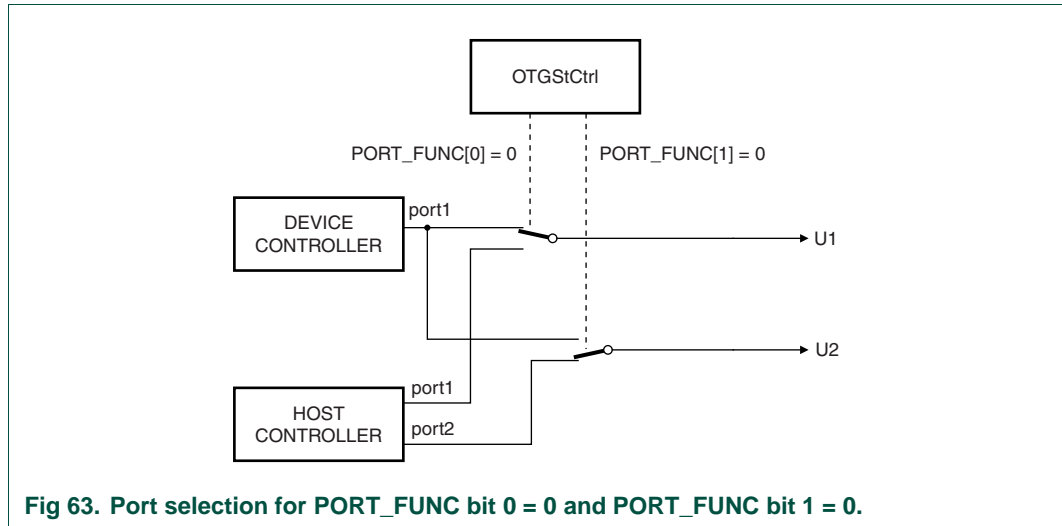 OTGStCtrl
PORT_FUNC[0] = 0
PORT_FUNC[1] = 0
port1
DEVICE
CONTROLLER
U1
U2
port1
HOST
CONTROLLER
port2
Fig 63. Port selection for PORT_FUNC bit 0 = 0 and PORT_FUNC bit 1 = 0.